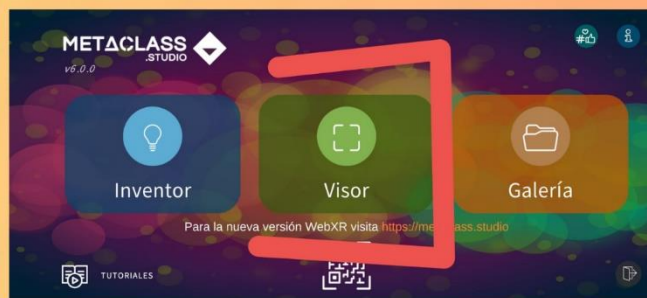 METACLASS
.STUDIO
v6.0.0
Inventor
Visor
Galería
Para la nueva versión WebXR visita https://me ass.studio
TUTORIALES